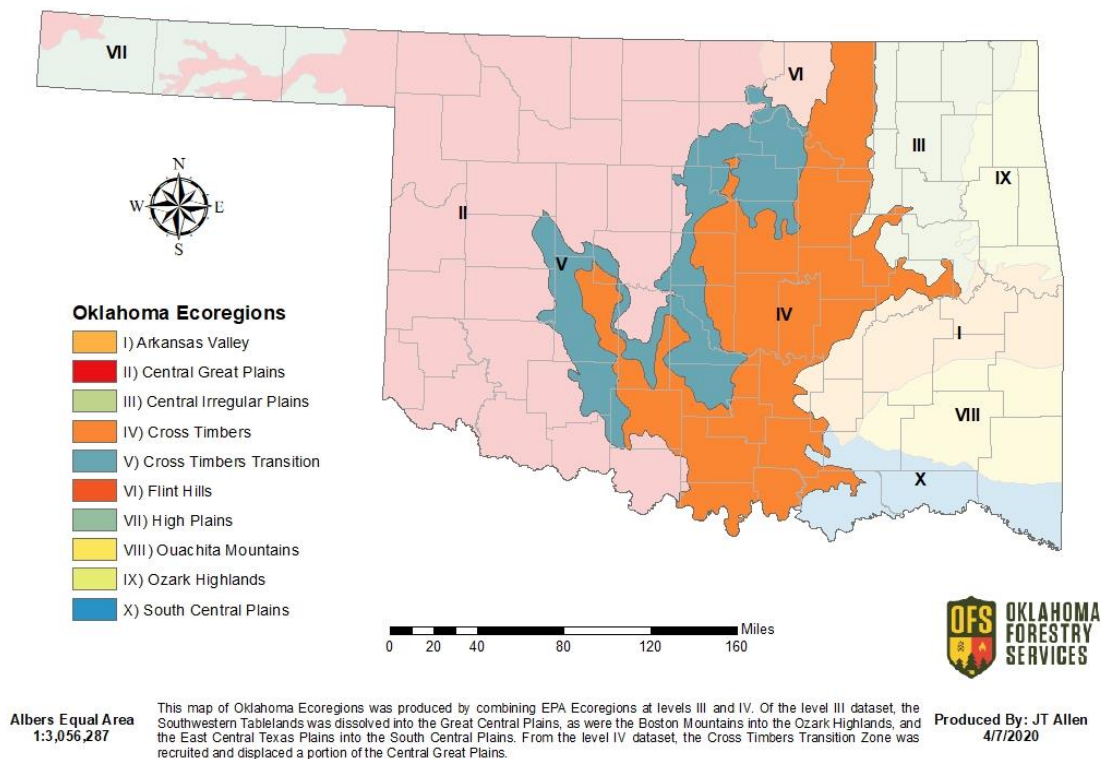 VII
VI
III
IX
II
V
IV
I
VIII
X
N
W E
S
Oklahoma Ecoregions
I) Arkansas Valley
II) Central Great Plains
III) Central Irregular Plains
IV) Cross Timbers
V) Cross Timbers Transition
VI) Flint Hills
VII) High Plains
VIII) Ouachita Mountains
IX) Ozark Highlands
X) South Central Plains
Miles
0 20 40 80 120 160
OFS
OKLAHOMA
FORESTRY
SERVICES
Albers Equal Area
1:3,056,287
This map of Oklahoma Ecoregions was produced by combining EPA Ecoregions at levels III and IV. Of the level III dataset, the
Southwestern Tablelands was dissolved into the Great Central Plains, as were the Boston Mountains into the Ozark Highlands, and
the East Central Texas Plains into the South Central Plains. From the level IV dataset, the Cross Timbers Transition Zone was
recruited and displaced a portion of the Central Great Plains.
Produced By: JT Allen
4/7/2020